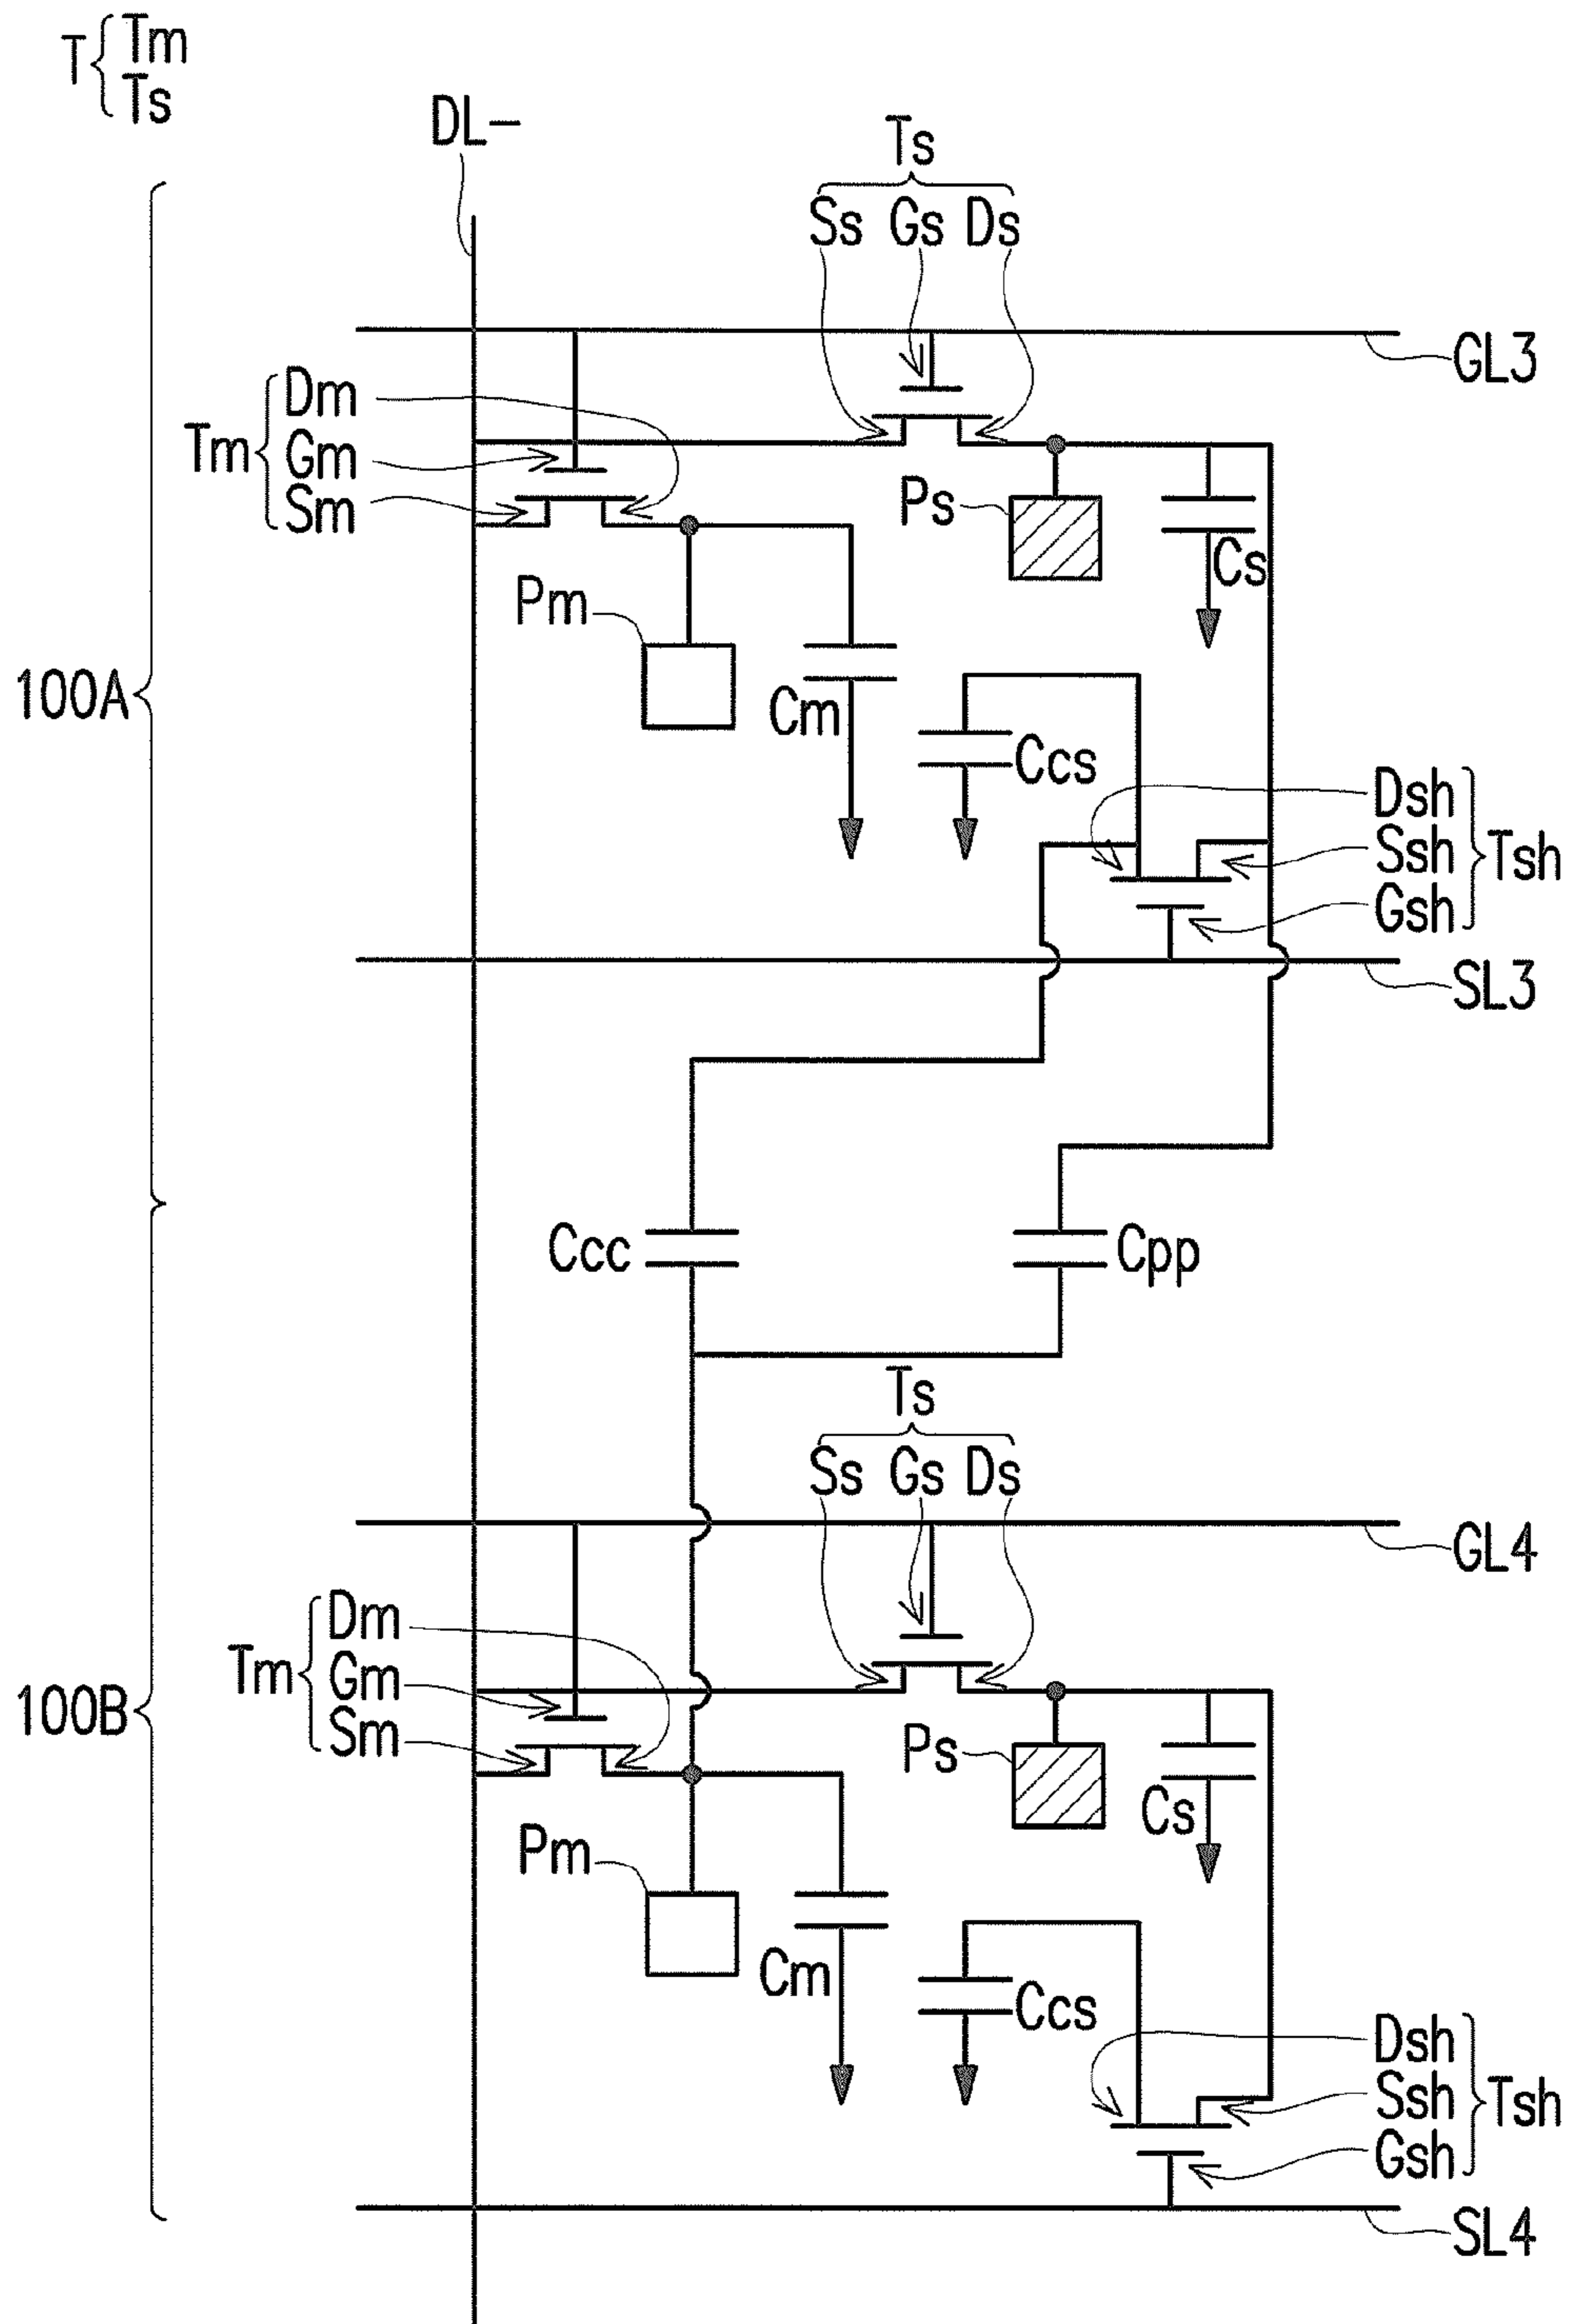 T
Tm
Ts
DL-
Ts
Ss Gs Ds
GL3
Tm
Dm
Gm
Sm
Ps
Cs
Pm
100A
Cm
Ccs
Dsh
Ssh
Gsh
Tsh
SL3
Ccc
Cpp
Ts
Ss Gs Ds
GL4
Tm
Dm
Gm
Sm
100B
Ps
Cs
Pm
Cm
Ccs
Dsh
Ssh
Gsh
Tsh
SL4